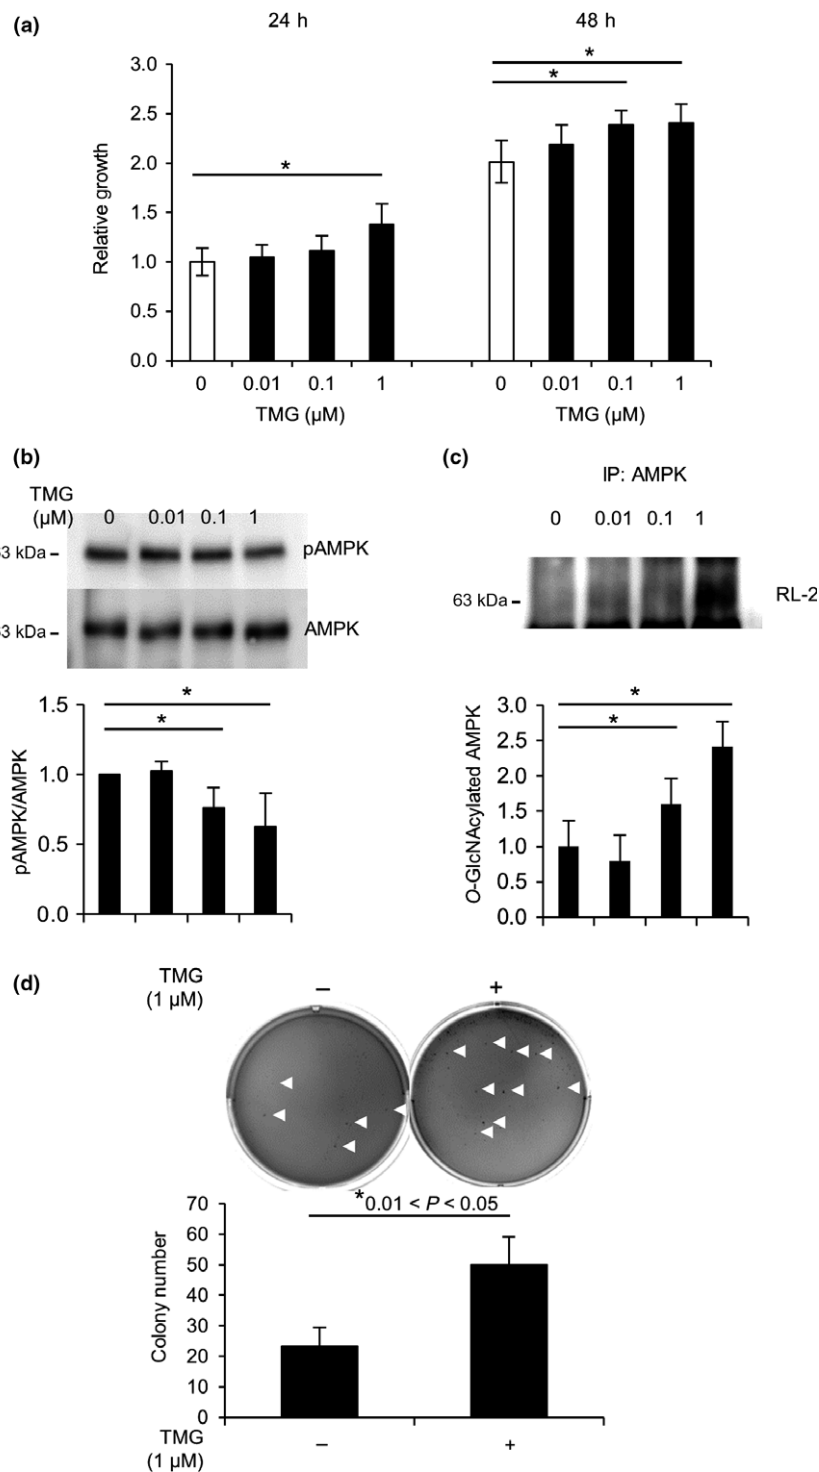 (a)
24 h
48 h
*
*
*
3.0
2.5
2.0
1.5
1.0
0.5
0.0
Relative growth
0 0.01 0.1 1 0 0.01 0.1 1
TMG (µM) TMG (µM)
(b)
TMG
(µM) 0 0.01 0.1 1
63 kDa pAMPK
63 kDa AMPK
*
*
1.5
1.0
0.5
0.0
pAMPK/AMPK
(c)
IP: AMPK
0 0.01 0.1 1
63 kDa RL-2
*
*
3.0
2.5
2.0
1.5
1.0
0.5
0.0
O-GlcNAcylated AMPK
(d)
TMG
(1 µM) – +
*0.01 < P < 0.05
70
60
50
40
30
20
10
0
Colony number
TMG
(1 µM) – +